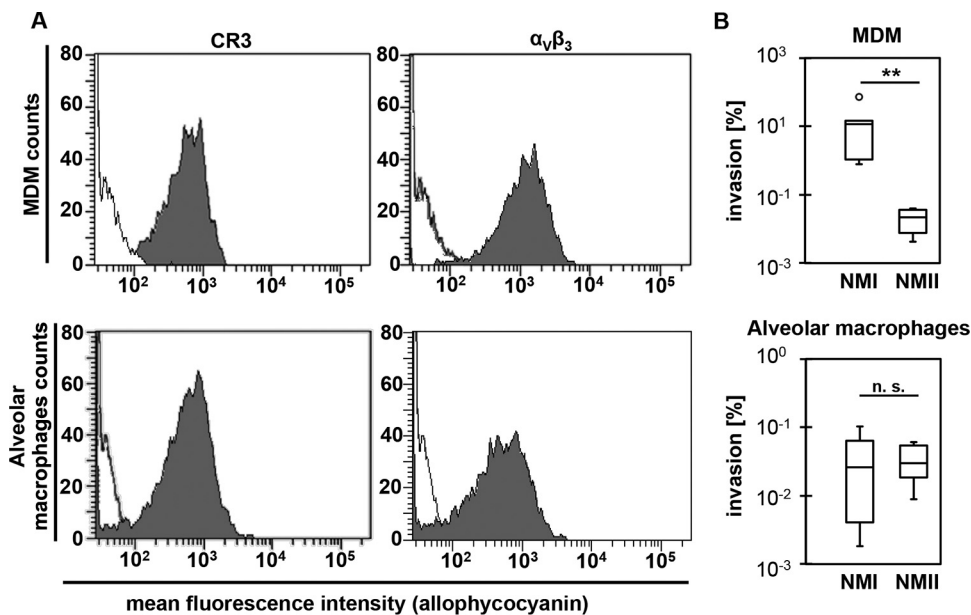 A
B
CR3
αVβ3
MDM
MDM counts
80
60
40
20
0
10² 10³ 10⁴ 10⁵
80
60
40
20
0
10² 10³ 10⁴ 10⁵
invasion [%]
10³
10¹
10⁻¹
10⁻³
**
NMI NMII
Alveolar
macrophages counts
80
60
40
20
0
10² 10³ 10⁴ 10⁵
80
60
40
20
0
10² 10³ 10⁴ 10⁵
mean fluorescence intensity (allophycocyanin)
Alveolar macrophages
invasion [%]
10⁰
10⁻¹
10⁻²
10⁻³
n. s.
NMI NMII